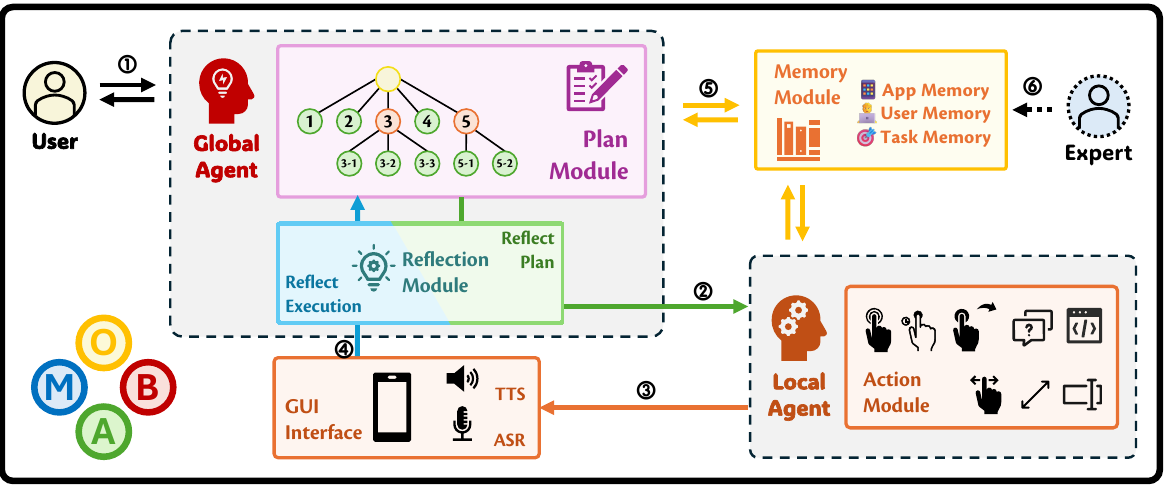 ①
User
Global
Agent
1
2
3
4
5
3-1
3-2
3-3
5-1
5-2
Plan
Module
⑤
Memory
Module
App Memory
User Memory
Task Memory
⑥
Expert
Reflect
Execution
Reflection
Module
Reflect
Plan
②
④
GUI
Interface
TTS
ASR
③
Local
Agent
?
</>
Action
Module
O
M
B
A